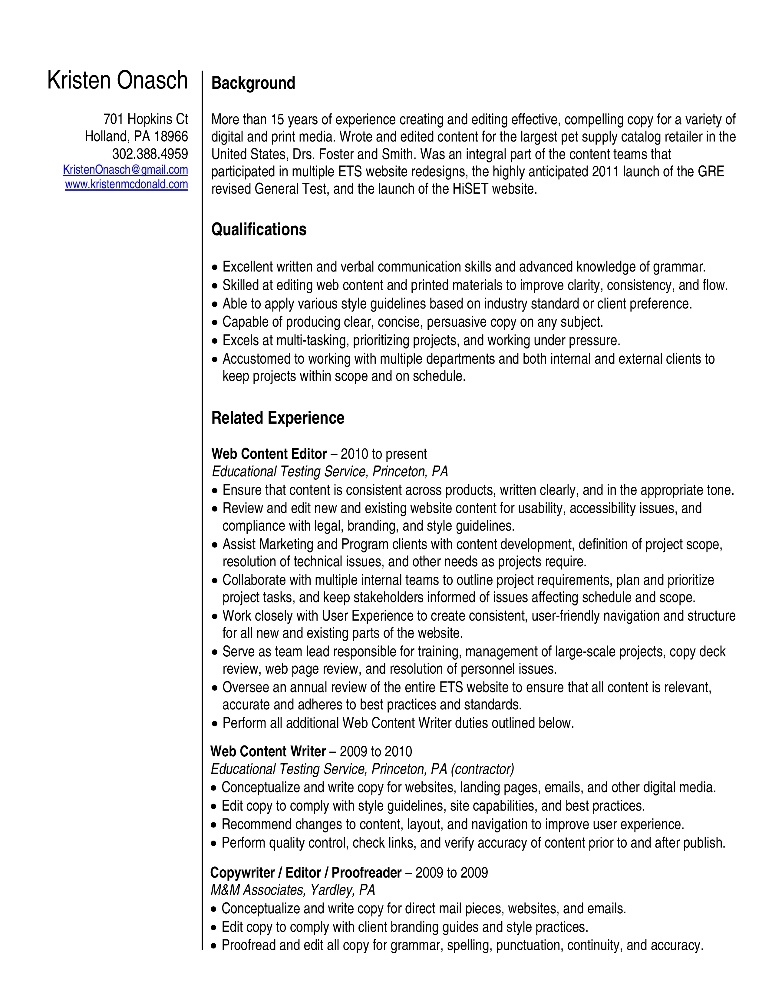 Kristen Onasch
701 Hopkins Ct
Holland, PA 18966
302.388.4959
KristenOnasch@gmail.com
www.kristenmcdonald.com
Background
More than 15 years of experience creating and editing effective, compelling copy for a variety of
digital and print media. Wrote and edited content for the largest pet supply catalog retailer in the
United States, Drs. Foster and Smith. Was an integral part of the content teams that
participated in multiple ETS website redesigns, the highly anticipated 2011 launch of the GRE
revised General Test, and the launch of the HiSET website.
Qualifications
• Excellent written and verbal communication skills and advanced knowledge of grammar.
• Skilled at editing web content and printed materials to improve clarity, consistency, and flow.
• Able to apply various style guidelines based on industry standard or client preference.
• Capable of producing clear, concise, persuasive copy on any subject.
• Excels at multi-tasking, prioritizing projects, and working under pressure.
• Accustomed to working with multiple departments and both internal and external clients to
keep projects within scope and on schedule.
Related Experience
Web Content Editor – 2010 to present
Educational Testing Service, Princeton, PA
• Ensure that content is consistent across products, written clearly, and in the appropriate tone.
• Review and edit new and existing website content for usability, accessibility issues, and
compliance with legal, branding, and style guidelines.
• Assist Marketing and Program clients with content development, definition of project scope,
resolution of technical issues, and other needs as projects require.
• Collaborate with multiple internal teams to outline project requirements, plan and prioritize
project tasks, and keep stakeholders informed of issues affecting schedule and scope.
• Work closely with User Experience to create consistent, user-friendly navigation and structure
for all new and existing parts of the website.
• Serve as team lead responsible for training, management of large-scale projects, copy deck
review, web page review, and resolution of personnel issues.
• Oversee an annual review of the entire ETS website to ensure that all content is relevant,
accurate and adheres to best practices and standards.
• Perform all additional Web Content Writer duties outlined below.
Web Content Writer – 2009 to 2010
Educational Testing Service, Princeton, PA (contractor)
• Conceptualize and write copy for websites, landing pages, emails, and other digital media.
• Edit copy to comply with style guidelines, site capabilities, and best practices.
• Recommend changes to content, layout, and navigation to improve user experience.
• Perform quality control, check links, and verify accuracy of content prior to and after publish.
Copywriter / Editor / Proofreader – 2009 to 2009
M&M Associates, Yardley, PA
• Conceptualize and write copy for direct mail pieces, websites, and emails.
• Edit copy to comply with client branding guides and style practices.
• Proofread and edit all copy for grammar, spelling, punctuation, continuity, and accuracy.